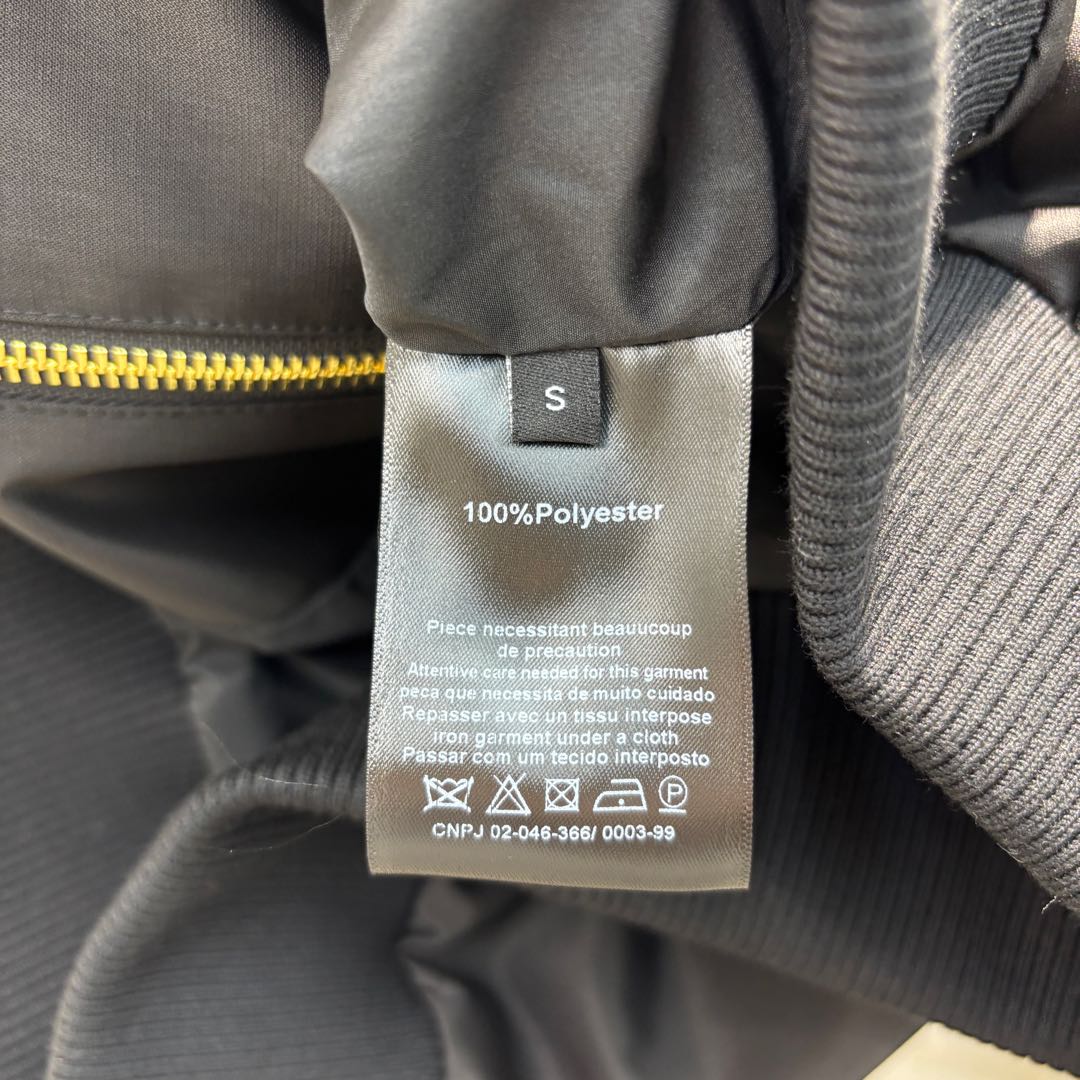 S
100%Polyester
Piece necessitant beauucoup
de precaution
Attentive care needed for this garment
peca que necessita de muito cuidado
Repasser avec un tissu interpose
iron garment under a cloth
Passar com um tecido interposto
P
CNPJ 02-046-366/ 0003-99